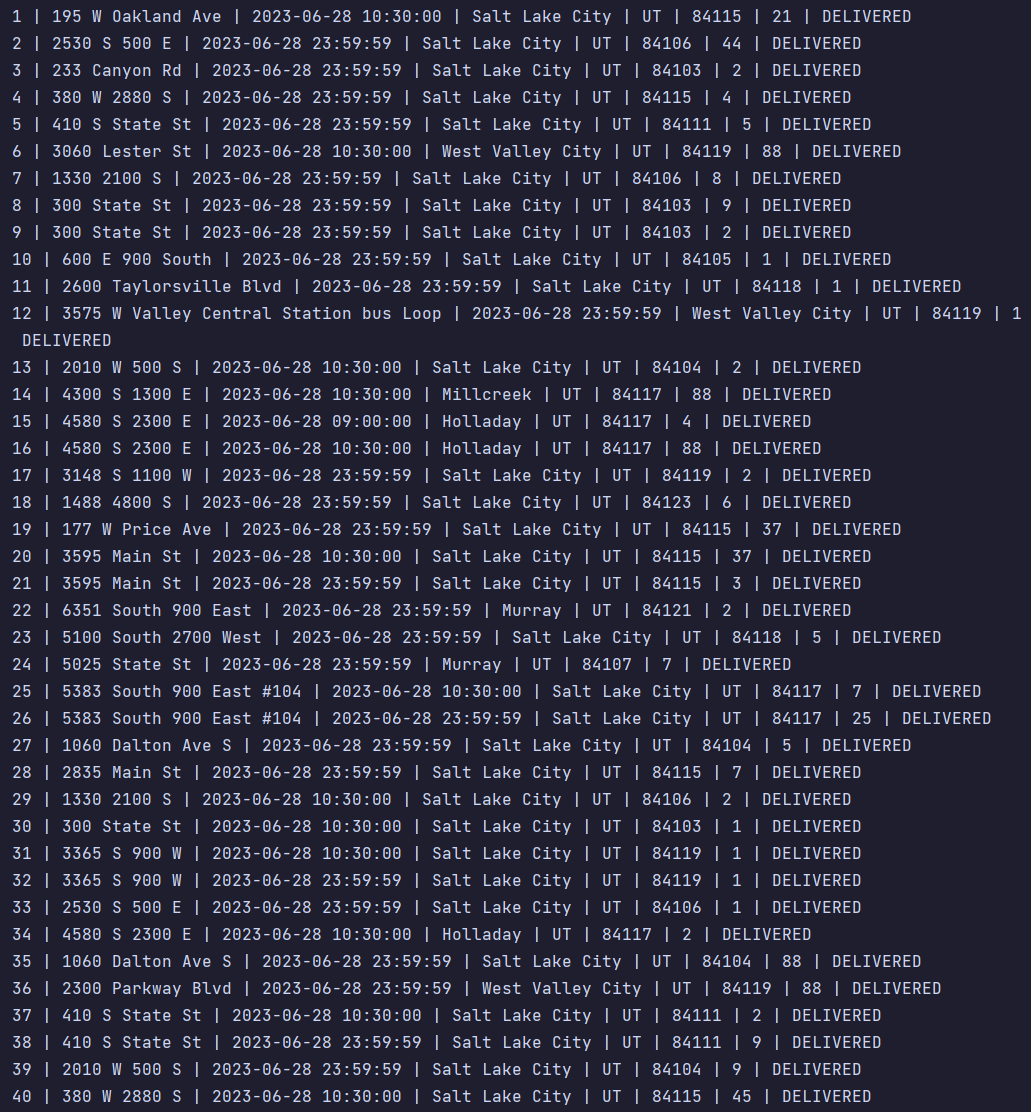 1 | 195 W Oakland Ave | 2023-06-28 10:30:00 | Salt Lake City | UT | 84115 | 21 | DELIVERED
2 | 2530 S 500 E | 2023-06-28 23:59:59 | Salt Lake City | UT | 84106 | 44 | DELIVERED
3 | 233 Canyon Rd | 2023-06-28 23:59:59 | Salt Lake City | UT | 84103 | 2 | DELIVERED
4 | 380 W 2880 S | 2023-06-28 23:59:59 | Salt Lake City | UT | 84115 | 4 | DELIVERED
5 | 410 S State St | 2023-06-28 23:59:59 | Salt Lake City | UT | 84111 | 5 | DELIVERED
6 | 3060 Lester St | 2023-06-28 10:30:00 | West Valley City | UT | 84119 | 88 | DELIVERED
7 | 1330 2100 S | 2023-06-28 23:59:59 | Salt Lake City | UT | 84106 | 8 | DELIVERED
8 | 300 State St | 2023-06-28 23:59:59 | Salt Lake City | UT | 84103 | 9 | DELIVERED
9 | 300 State St | 2023-06-28 23:59:59 | Salt Lake City | UT | 84103 | 2 | DELIVERED
10 | 600 E 900 South | 2023-06-28 23:59:59 | Salt Lake City | UT | 84105 | 1 | DELIVERED
11 | 2600 Taylorsville Blvd | 2023-06-28 23:59:59 | Salt Lake City | UT | 84118 | 1 | DELIVERED
12 | 3575 W Valley Central Station bus Loop | 2023-06-28 23:59:59 | West Valley City | UT | 84119 | 1
DELIVERED
13 | 2010 W 500 S | 2023-06-28 10:30:00 | Salt Lake City | UT | 84104 | 2 | DELIVERED
14 | 4300 S 1300 E | 2023-06-28 10:30:00 | Millcreek | UT | 84117 | 88 | DELIVERED
15 | 4580 S 2300 E | 2023-06-28 09:00:00 | Holladay | UT | 84117 | 4 | DELIVERED
16 | 4580 S 2300 E | 2023-06-28 10:30:00 | Holladay | UT | 84117 | 88 | DELIVERED
17 | 3148 S 1100 W | 2023-06-28 23:59:59 | Salt Lake City | UT | 84119 | 2 | DELIVERED
18 | 1488 4800 S | 2023-06-28 23:59:59 | Salt Lake City | UT | 84123 | 6 | DELIVERED
19 | 177 W Price Ave | 2023-06-28 23:59:59 | Salt Lake City | UT | 84115 | 37 | DELIVERED
20 | 3595 Main St | 2023-06-28 10:30:00 | Salt Lake City | UT | 84115 | 37 | DELIVERED
21 | 3595 Main St | 2023-06-28 23:59:59 | Salt Lake City | UT | 84115 | 3 | DELIVERED
22 | 6351 South 900 East | 2023-06-28 23:59:59 | Murray | UT | 84121 | 2 | DELIVERED
23 | 5100 South 2700 West | 2023-06-28 23:59:59 | Salt Lake City | UT | 84118 | 5 | DELIVERED
24 | 5025 State St | 2023-06-28 23:59:59 | Murray | UT | 84107 | 7 | DELIVERED
25 | 5383 South 900 East #104 | 2023-06-28 10:30:00 | Salt Lake City | UT | 84117 | 7 | DELIVERED
26 | 5383 South 900 East #104 | 2023-06-28 23:59:59 | Salt Lake City | UT | 84117 | 25 | DELIVERED
27 | 1060 Dalton Ave S | 2023-06-28 23:59:59 | Salt Lake City | UT | 84104 | 5 | DELIVERED
28 | 2835 Main St | 2023-06-28 23:59:59 | Salt Lake City | UT | 84115 | 7 | DELIVERED
29 | 1330 2100 S | 2023-06-28 10:30:00 | Salt Lake City | UT | 84106 | 2 | DELIVERED
30 | 300 State St | 2023-06-28 10:30:00 | Salt Lake City | UT | 84103 | 1 | DELIVERED
31 | 3365 S 900 W | 2023-06-28 10:30:00 | Salt Lake City | UT | 84119 | 1 | DELIVERED
32 | 3365 S 900 W | 2023-06-28 23:59:59 | Salt Lake City | UT | 84119 | 1 | DELIVERED
33 | 2530 S 500 E | 2023-06-28 23:59:59 | Salt Lake City | UT | 84106 | 1 | DELIVERED
34 | 4580 S 2300 E | 2023-06-28 10:30:00 | Holladay | UT | 84117 | 2 | DELIVERED
35 | 1060 Dalton Ave S | 2023-06-28 23:59:59 | Salt Lake City | UT | 84104 | 88 | DELIVERED
36 | 2300 Parkway Blvd | 2023-06-28 23:59:59 | West Valley City | UT | 84119 | 88 | DELIVERED
37 | 410 S State St | 2023-06-28 10:30:00 | Salt Lake City | UT | 84111 | 2 | DELIVERED
38 | 410 S State St | 2023-06-28 23:59:59 | Salt Lake City | UT | 84111 | 9 | DELIVERED
39 | 2010 W 500 S | 2023-06-28 23:59:59 | Salt Lake City | UT | 84104 | 9 | DELIVERED
40 | 380 W 2880 S | 2023-06-28 10:30:00 | Salt Lake City | UT | 84115 | 45 | DELIVERED